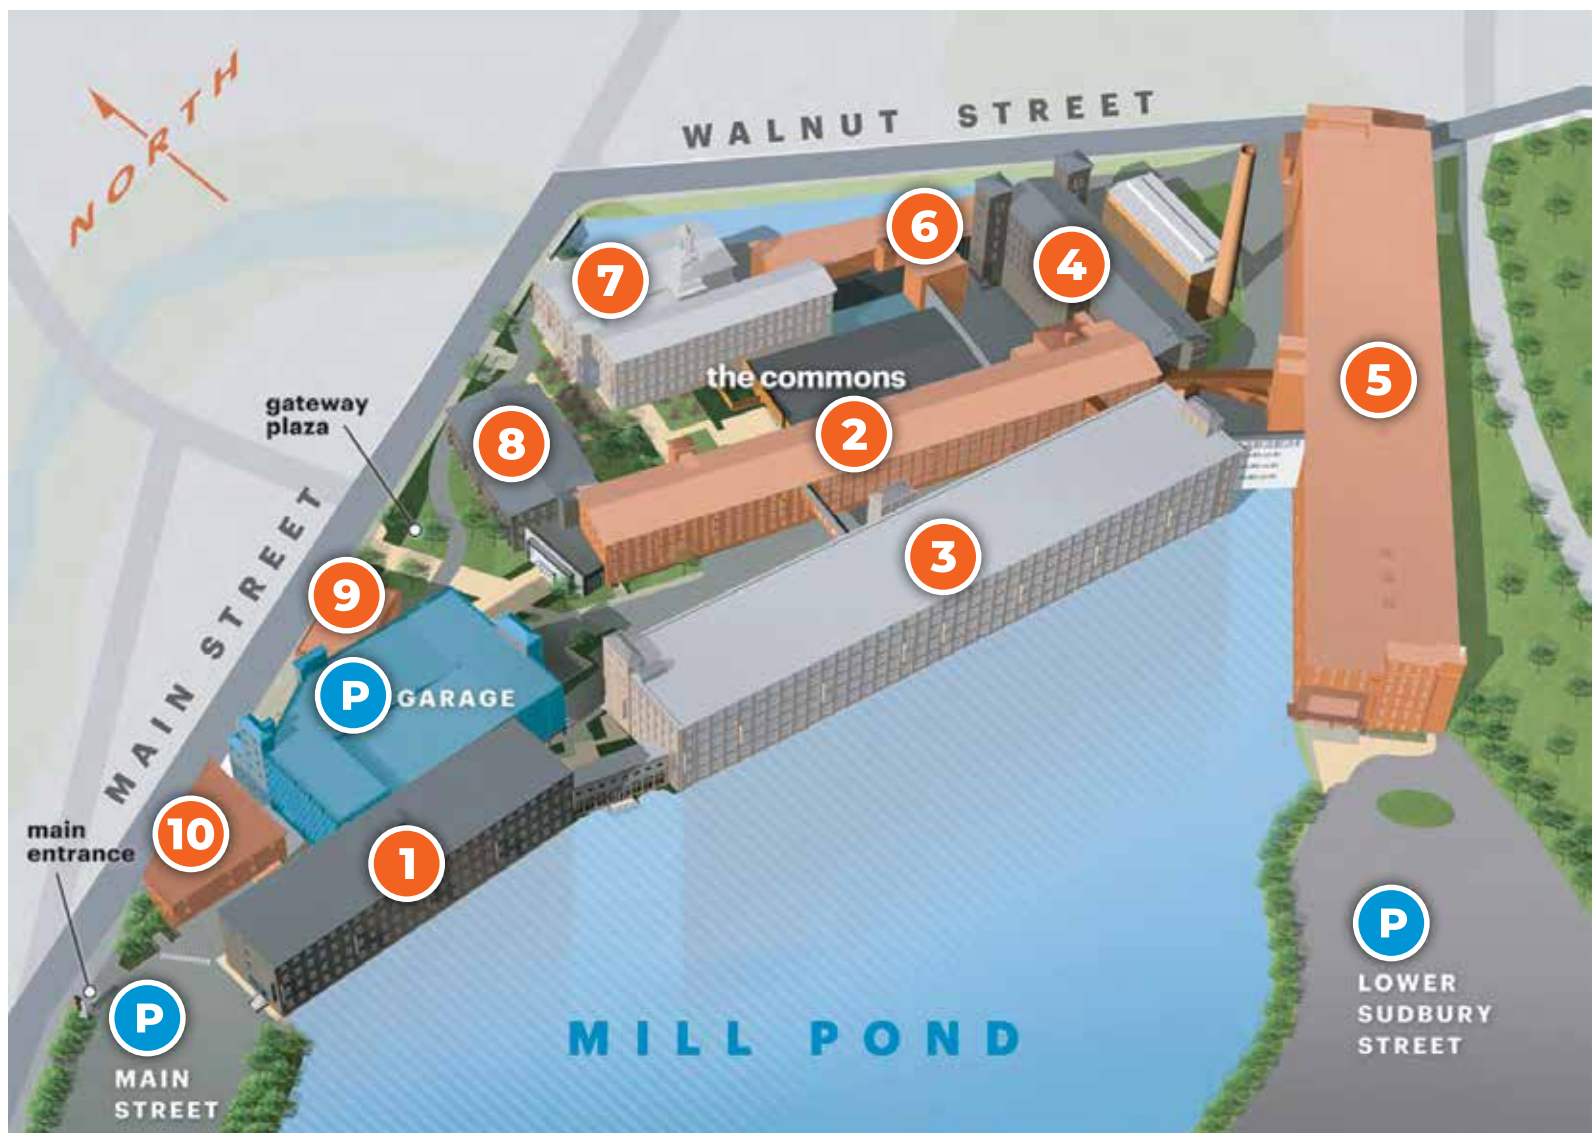 NORTH
WALNUT STREET
6
4
7
5
the commons
gateway
plaza
2
8
3
9
MAIN STREET
P
GARAGE
10
main
entrance
1
P
LOWER
SUDBURY
STREET
P
MAIN
STREET
MILL POND